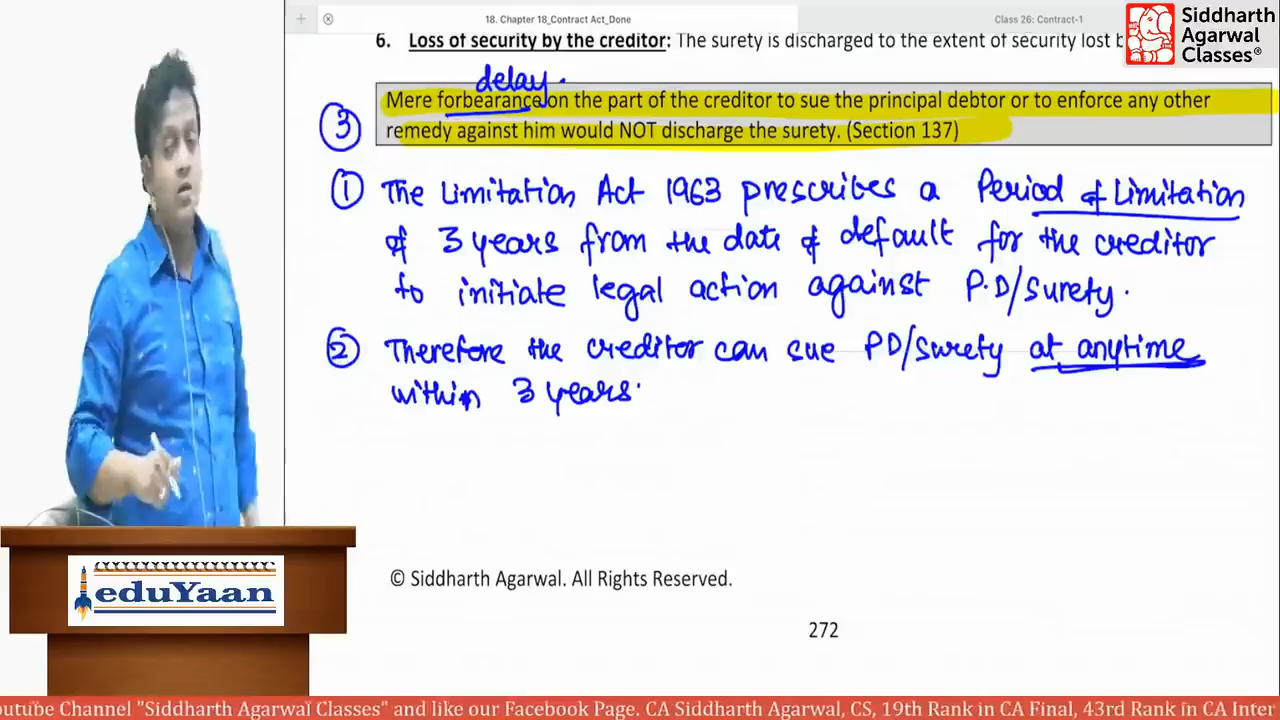 18. Chapter 18_Contract Act_Done
Class 26: Contract-1
Siddharth
Agarwal
Classes®
6. Loss of security by the creditor: The surety is discharged to the extent of security lost b
delay.
Mere forbearance on the part of the creditor to sue the principal debtor or to enforce any other
remedy against him would NOT discharge the surety. (Section 137)
3
1 The Limitation Act 1963 prescribes a Period of Limitation
of 3 years from the date of default for the creditor
to initiate legal action against P.D/Surety.
2 Therefore the creditor can sue PD/Surety at anytime
within 3 years.
eduYaan
© Siddharth Agarwal. All Rights Reserved.
272
outube Channel "Siddharth Agarwal Classes" and like our Facebook Page. CA Siddharth Agarwal, CS, 19th Rank in CA Final, 43rd Rank in CA Inter